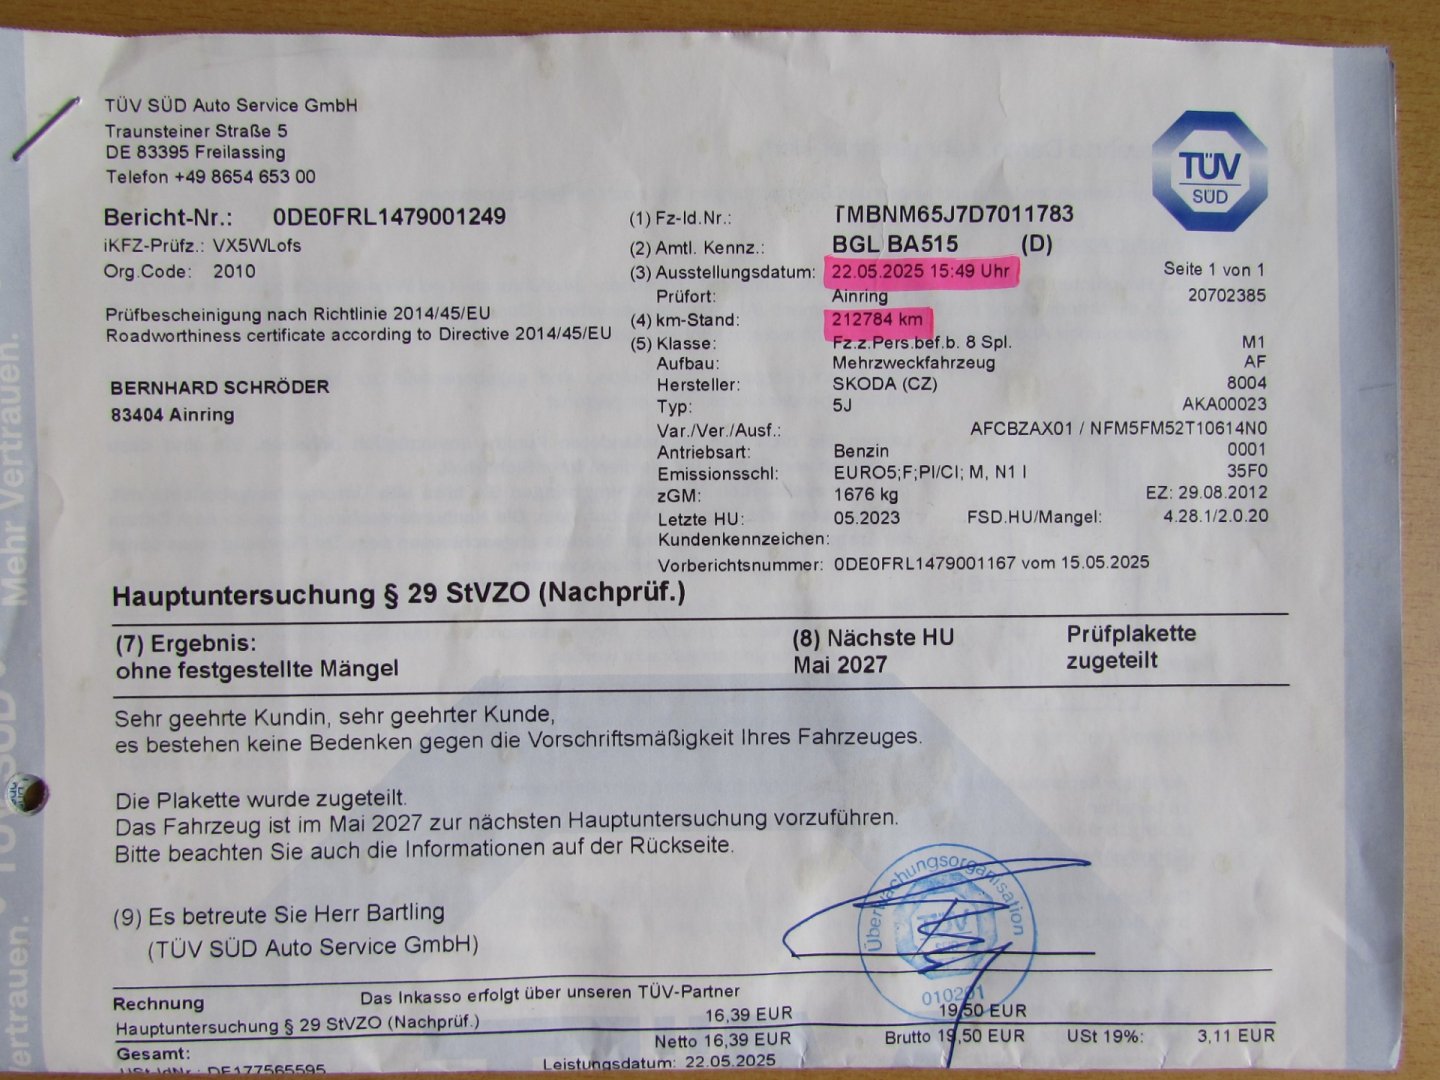 TÜV SÜD Auto Service GmbH
Traunsteiner Straße 5
DE 83395 Freilassing
Telefon +49 8654 653 00
TÜV
SÜD
Bericht-Nr.: 0DE0FRL1479001249
iKFZ-Prüfz.: VX5WLofs
Org.Code: 2010
Prüfbescheinigung nach Richtlinie 2014/45/EU
Roadworthiness certificate according to Directive 2014/45/EU
BERNHARD SCHRÖDER
83404 Ainring
(1) Fz-Id.Nr.: TMBNM65J7D7011783
(2) Amtl. Kennz.: BGL BA515 (D)
(3) Ausstellungsdatum: 22.05.2025 15:49 Uhr Seite 1 von 1
Prüfort: Ainring 20702385
(4) km-Stand: 212784 km
(5) Klasse: Fz.z.Pers.bef.b. 8 Spl. M1
Aufbau: Mehrzweckfahrzeug AF
Hersteller: SKODA (CZ) 8004
Typ: 5J AKA00023
Var./Ver./Ausf.: AFCBZAX01 / NFM5FM52T10614N0
Antriebsart: Benzin 0001
Emissionsschl: EURO5;F;PI/CI; M, N1 I 35F0
zGM: 1676 kg EZ: 29.08.2012
Letzte HU: 05.2023 FSD.HU/Mangel: 4.28.1/2.0.20
Kundenkennzeichen:
Vorberichtsnummer: 0DE0FRL1479001167 vom 15.05.2025
Hauptuntersuchung § 29 StVZO (Nachprüf.)
(7) Ergebnis: (8) Nächste HU Prüfplakette
ohne festgestellte Mängel Mai 2027 zugeteilt
Sehr geehrte Kundin, sehr geehrter Kunde,
es bestehen keine Bedenken gegen die Vorschriftsmäßigkeit Ihres Fahrzeuges.
Die Plakette wurde zugeteilt.
Das Fahrzeug ist im Mai 2027 zur nächsten Hauptuntersuchung vorzuführen.
Bitte beachten Sie auch die Informationen auf der Rückseite.
(9) Es betreute Sie Herr Bartling
(TÜV SÜD Auto Service GmbH)
Überwachungsorganisation
TÜV
010201
Rechnung Das Inkasso erfolgt über unseren TÜV-Partner
Hauptuntersuchung § 29 StVZO (Nachprüf.) 16,39 EUR 19,50 EUR
Gesamt: Netto 16,39 EUR Brutto 19,50 EUR USt 19%: 3,11 EUR
USt-IdNr.: DE177565595 Leistungsdatum: 22.05.2025
Mehr Vertrauen.
TÜV SÜD
Vertrauen.